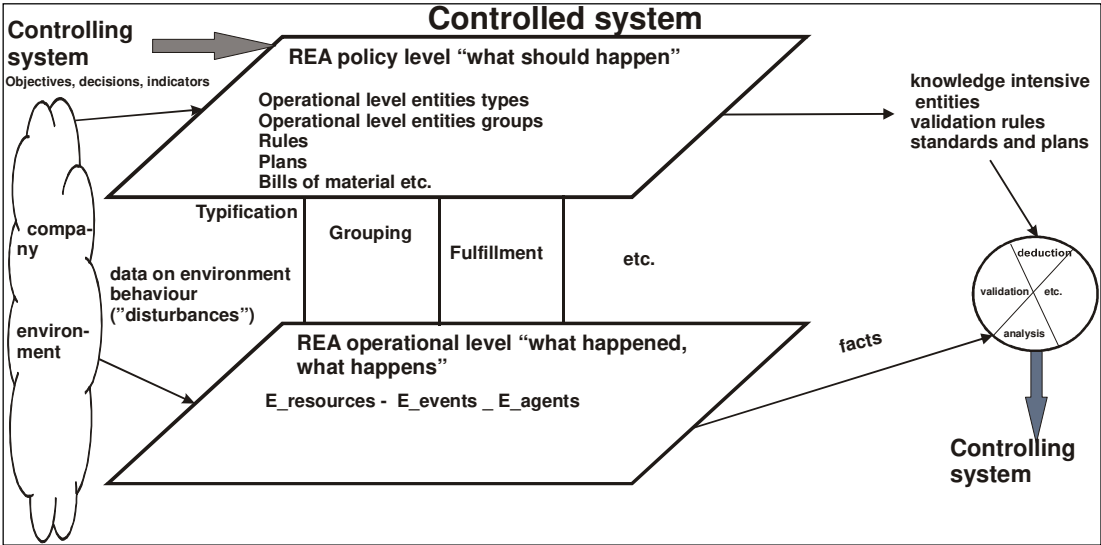 Controlled system
Controlling
system
Objectives, decisions, indicators
REA policy level “what should happen”
Operational level entities types
Operational level entities groups
Rules
Plans
Bills of material etc.
knowledge intensive
entities
validation rules
standards and plans
Typification
Grouping
Fulfillment
etc.
compa-
ny
environ-
ment
data on environment
behaviour
(”disturbances”)
deduction
validation
etc.
analysis
REA operational level “what happened,
what happens”
E_resources - E_events _ E_agents
facts
Controlling
system